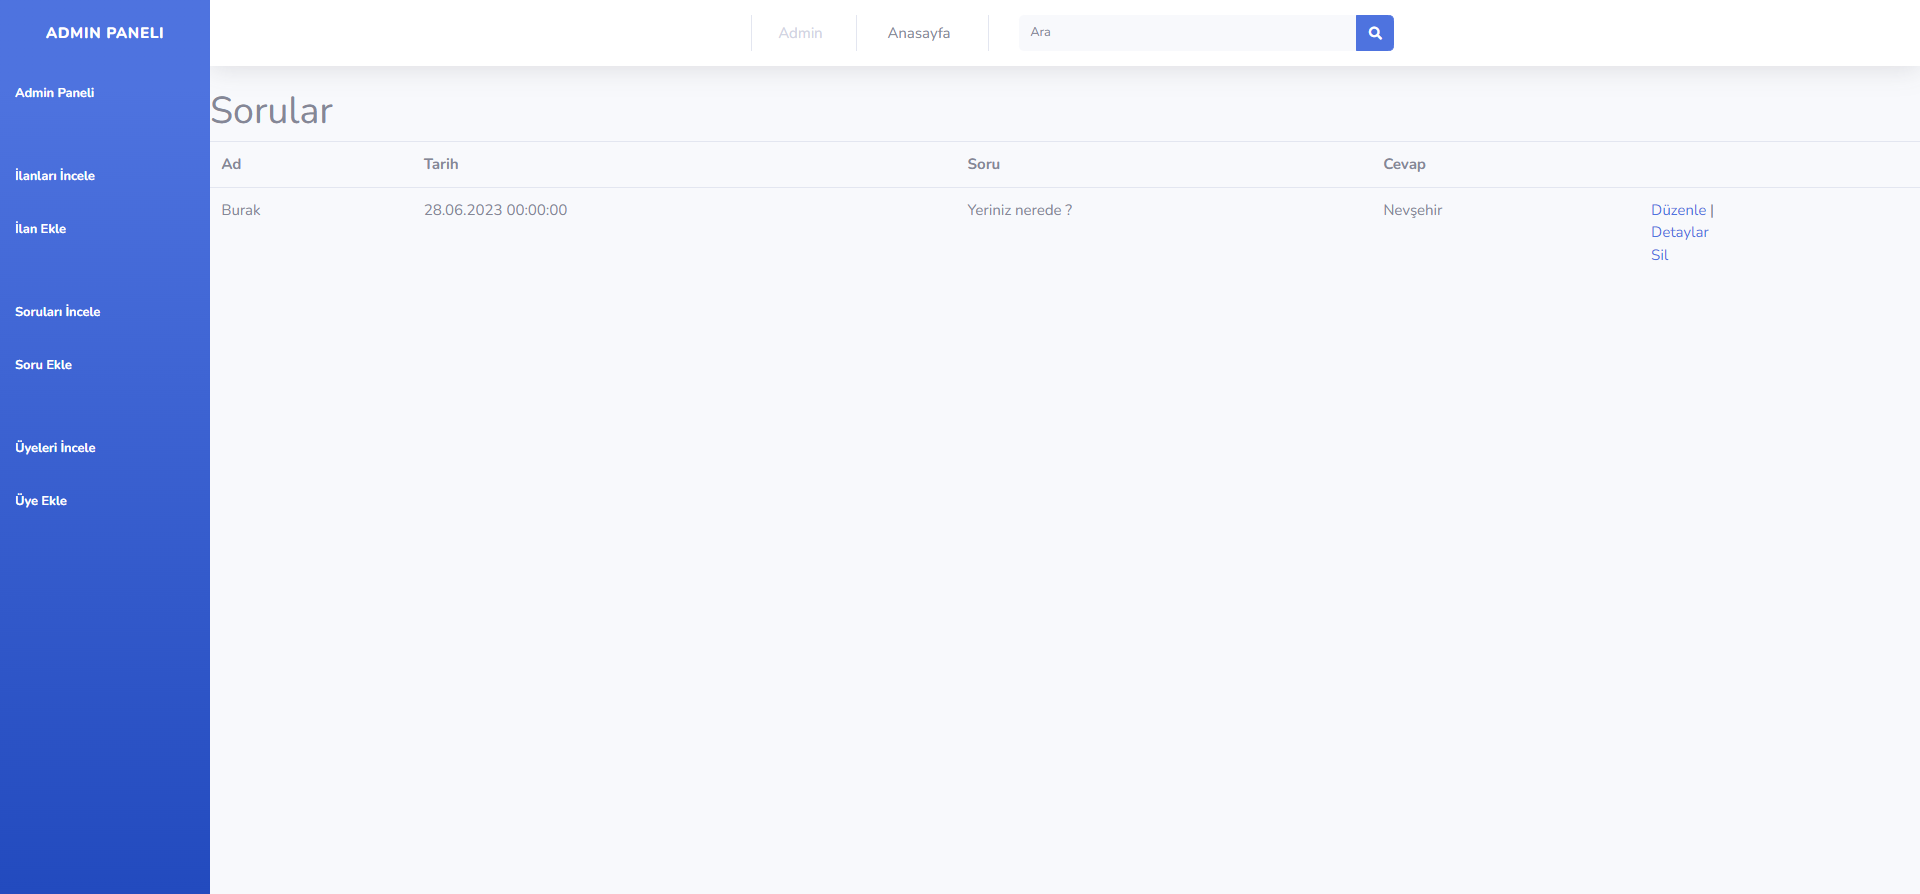 ADMIN PANELI
Admin Paneli
İlanları İncele
İlan Ekle
Soruları İncele
Soru Ekle
Üyeleri İncele
Üye Ekle
Admin
Anasayfa
Ara
Sorular
Ad Tarih Soru Cevap
Burak 28.06.2023 00:00:00 Yeriniz nerede ? Nevşehir Düzenle |
Detaylar
Sil